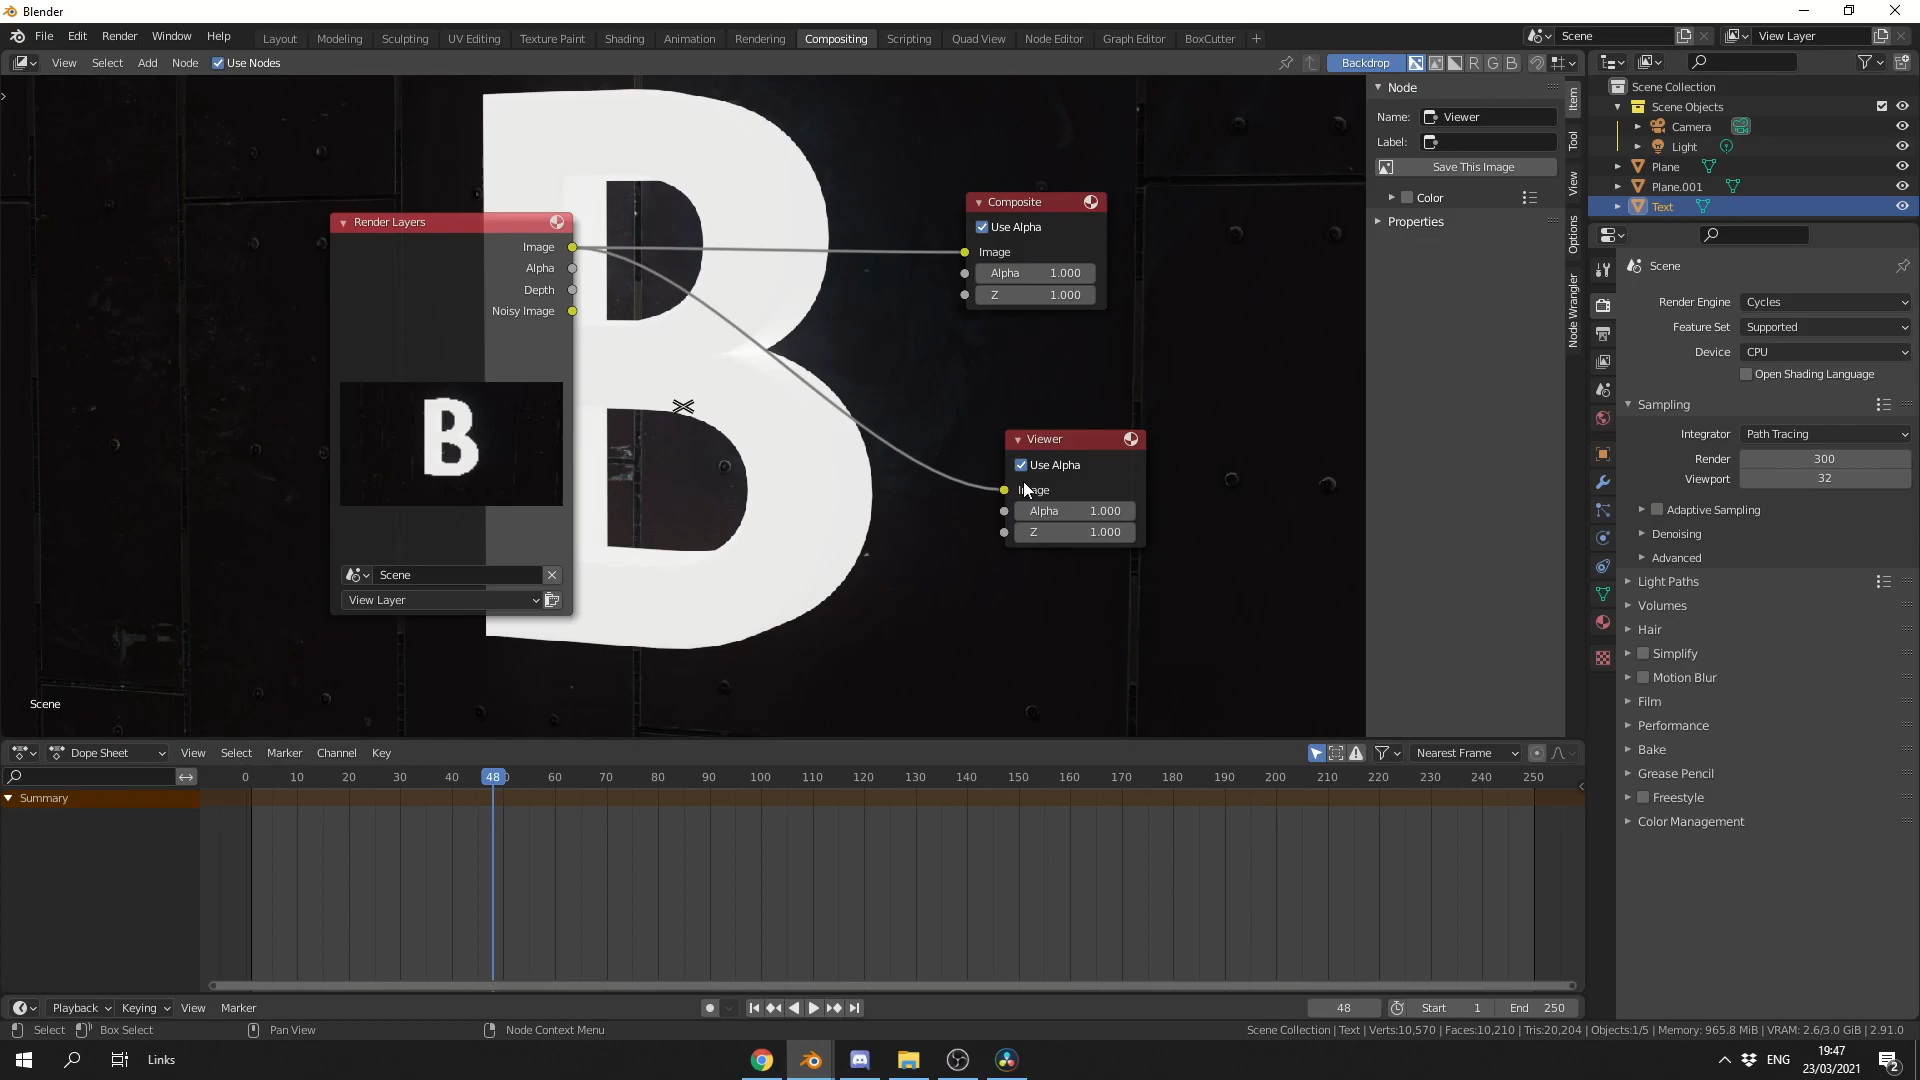 Blender
File Edit Render Window Help Layout Modeling Sculpting UV Editing Texture Paint Shading Animation Rendering Compositing Scripting Quad View Node Editor Graph Editor BoxCutter + Scene View Layer
View Select Add Node Use Nodes Backdrop R G B
Scene Collection
Scene Objects
Camera
Light
Plane
Plane.001
Text
Node
Name: Viewer
Label:
Save This Image
Color
Properties
Item
Tool
View
Options
Node Wrangler
B
Render Layers
Image
Alpha
Depth
Noisy Image
B
Scene
View Layer
Composite
Use Alpha
Image
Alpha 1.000
Z 1.000
Viewer
Use Alpha
Alpha 1.000
Z 1.000
Scene
Scene
Render Engine Cycles
Feature Set Supported
Device CPU
Open Shading Language
Sampling
Integrator Path Tracing
Render 300
Viewport 32
Adaptive Sampling
Denoising
Advanced
Light Paths
Volumes
Hair
Simplify
Motion Blur
Film
Performance
Bake
Grease Pencil
Freestyle
Color Management
Dope Sheet View Select Marker Channel Key Nearest Frame
0 10 20 30 40 48 60 70 80 90 100 110 120 130 140 150 160 170 180 190 200 210 220 230 240 250
Summary
Playback Keying View Marker 48 Start 1 End 250
Select Box Select Pan View Node Context Menu Scene Collection | Text | Verts:10,570 | Faces:10,210 | Tris:20,204 | Objects:1/5 | Memory: 965.8 MiB | VRAM: 2.6/3.0 GiB | 2.91.0
Links ENG 19:47
23/03/2021 2